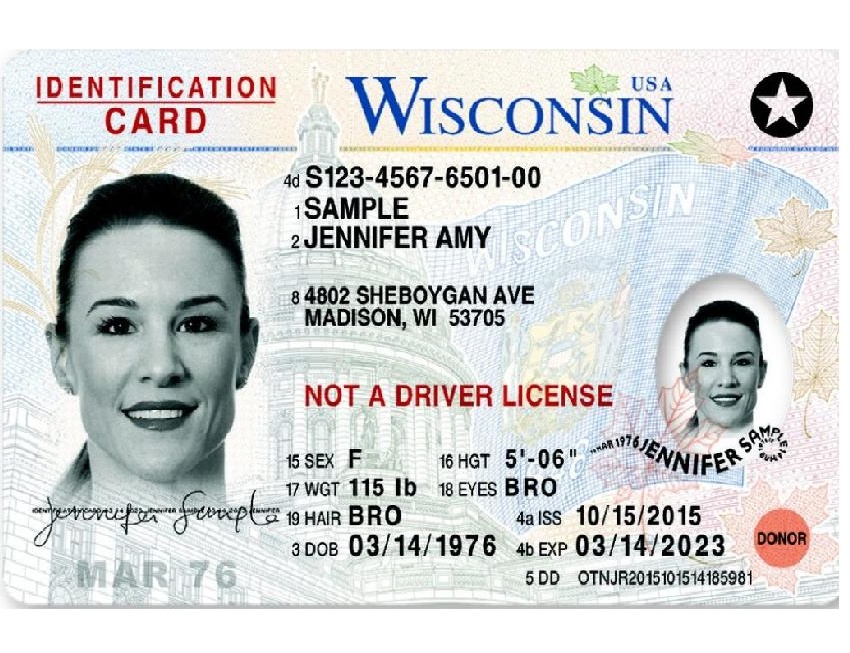 IDENTIFICATION
CARD
WISCONSIN USA
4d S123-4567-6501-00
1 SAMPLE
2 JENNIFER AMY
8 4802 SHEBOYGAN AVE
MADISON, WI 53705
WISCONSIN
NOT A DRIVER LICENSE
15 SEX F 16 HGT 5'-06"
17 WGT 115 lb 18 EYES BRO
19 HAIR BRO 4a ISS 10/15/2015
3 DOB 03/14/1976 4b EXP 03/14/2023
5 DD OTNJR2015101514185981
MAR 1976 JENNIFER SAMPLE
Jennifer Sample
MAR 76
DONOR